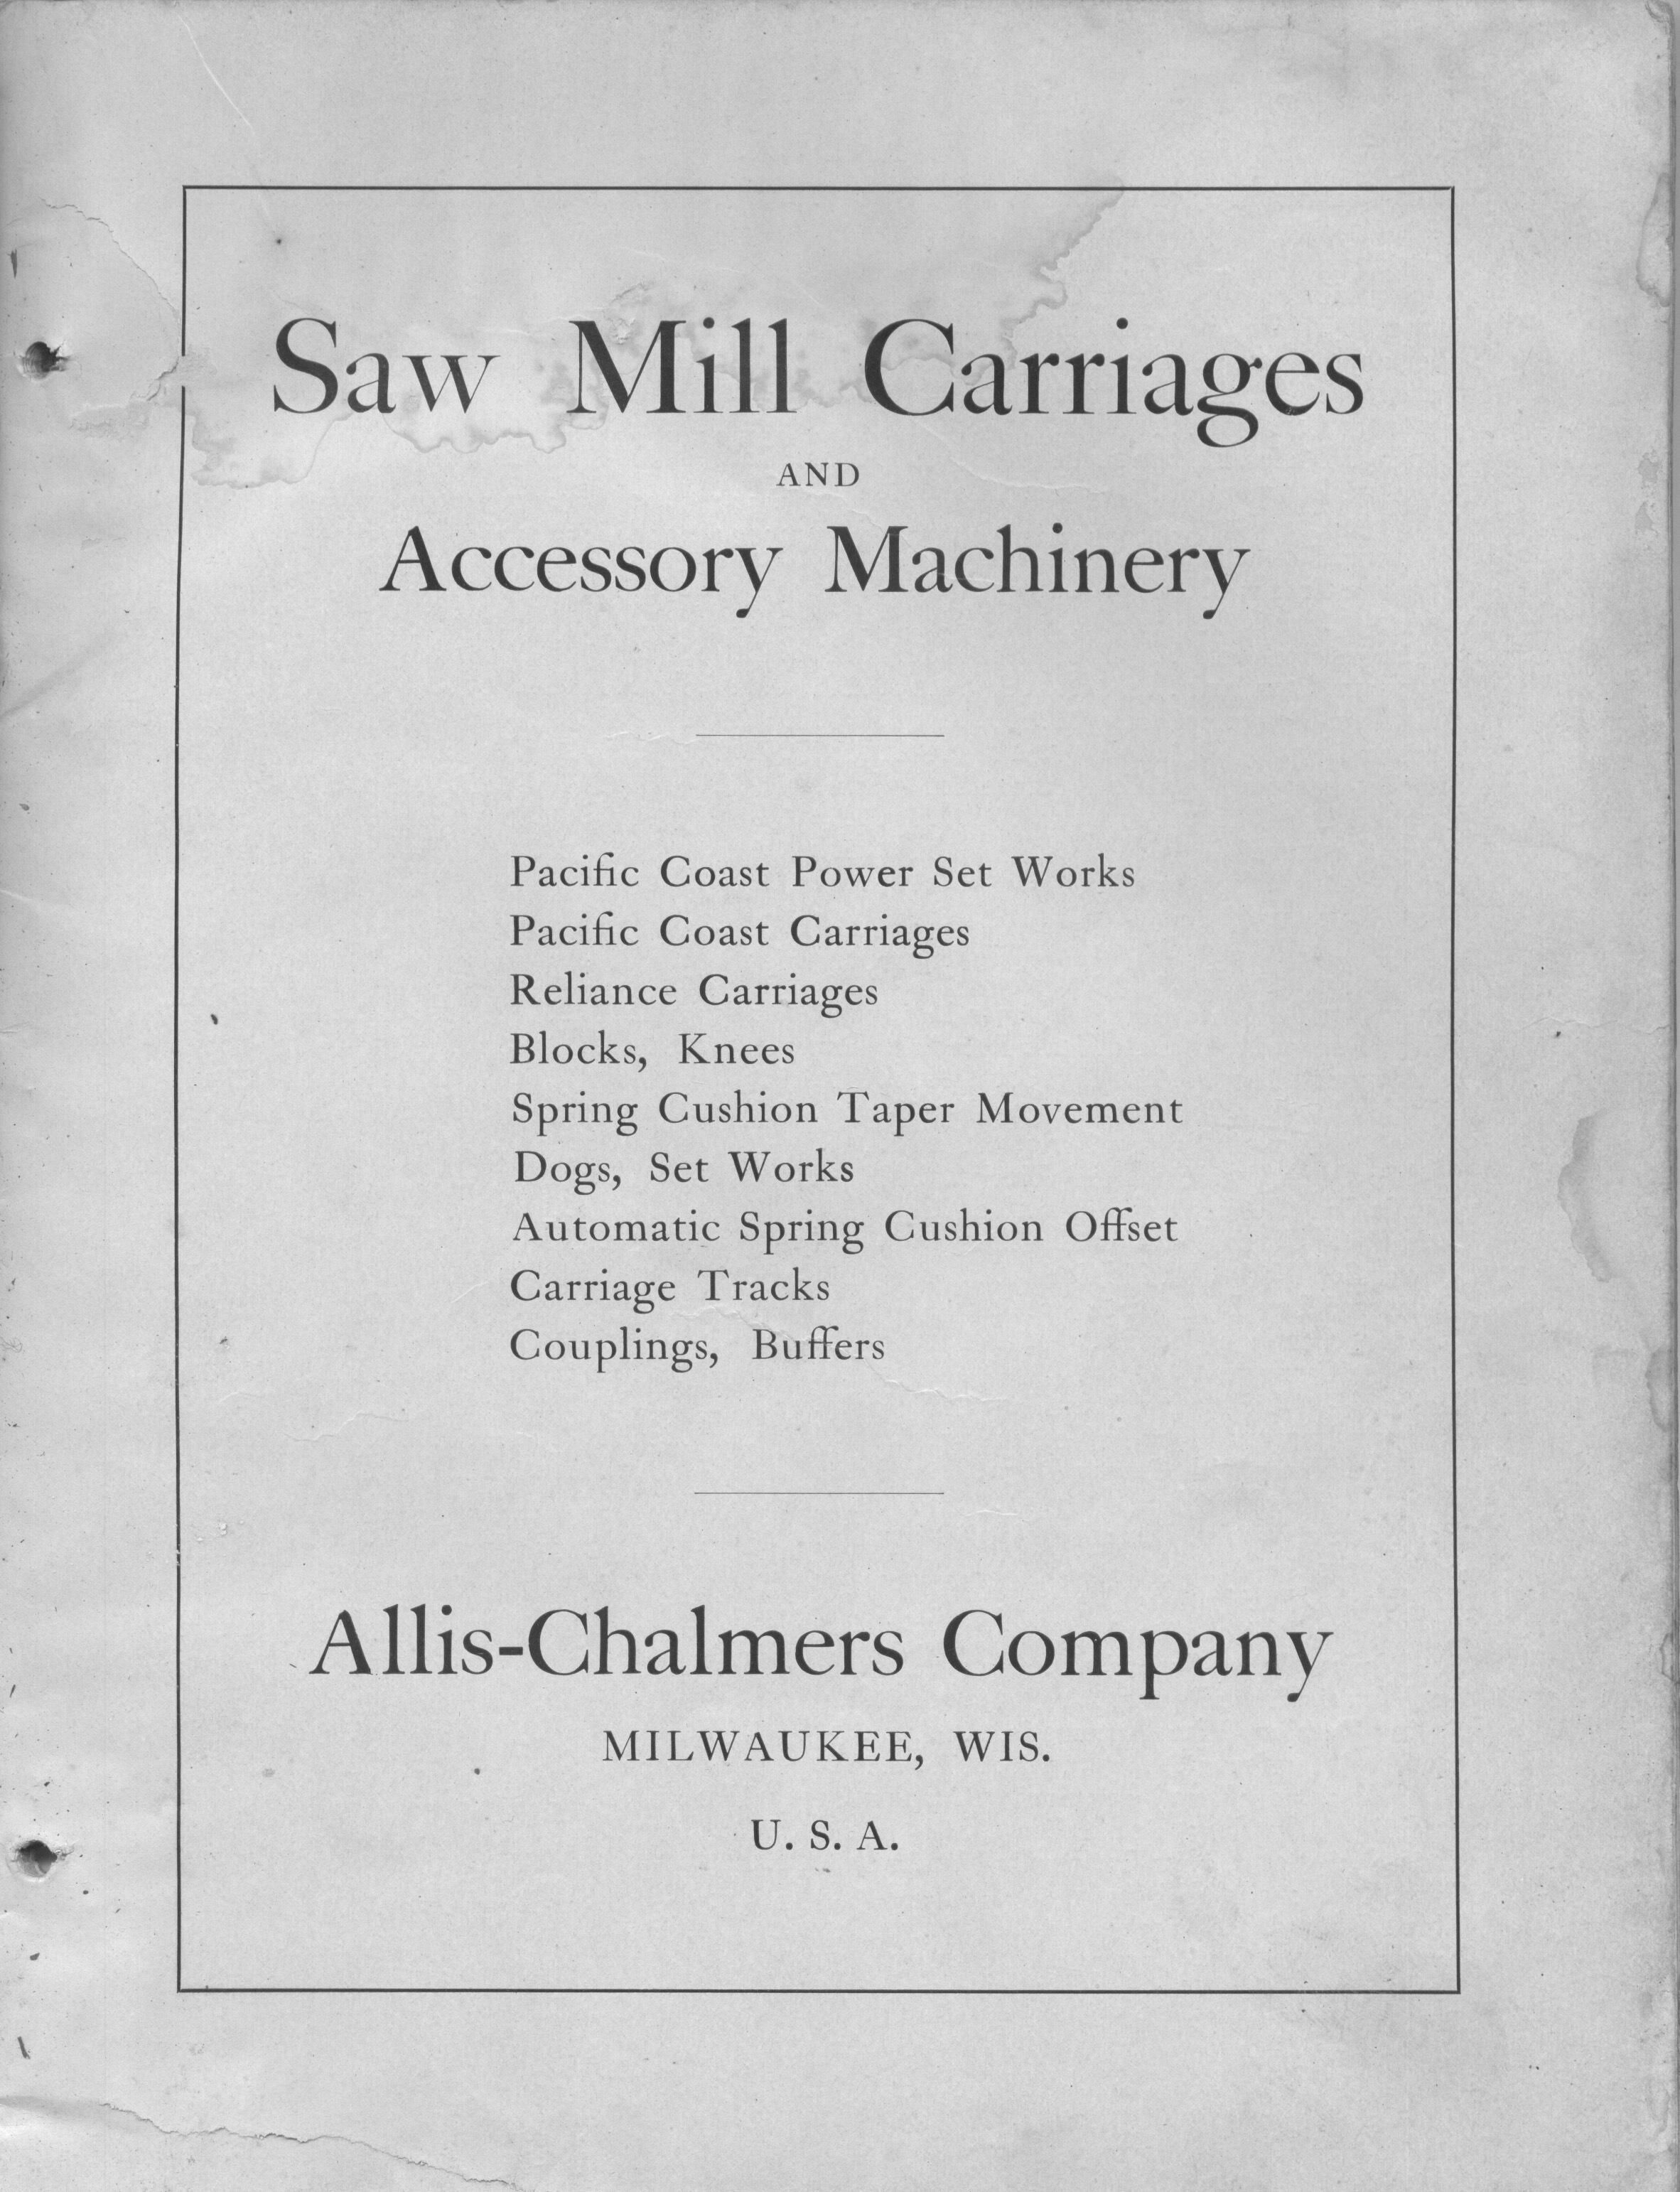 Saw Mill Carriages
AND
Accessory Machinery
Pacific Coast Power Set Works
Pacific Coast Carriages
Reliance Carriages
Blocks, Knees
Spring Cushion Taper Movement
Dogs, Set Works
Automatic Spring Cushion Offset
Carriage Tracks
Couplings, Buffers
Allis-Chalmers Company
MILWAUKEE, WIS.
U. S. A.